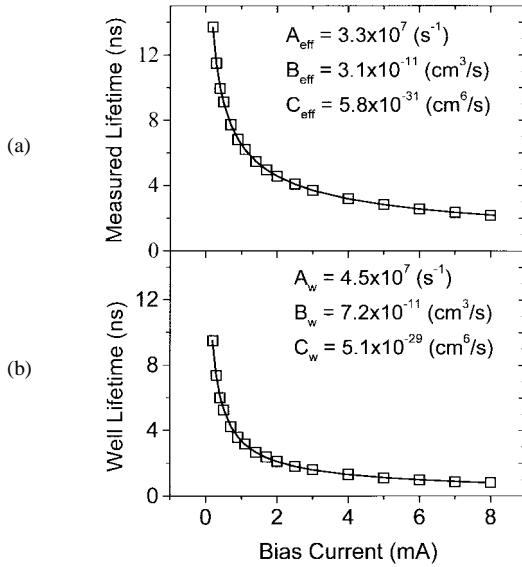 (a)
Measured Lifetime (ns)
12
8
4
0
A_eff = 3.3x10^7 (s^-1)
B_eff = 3.1x10^-11 (cm^3/s)
C_eff = 5.8x10^-31 (cm^6/s)
(b)
Well Lifetime (ns)
12
8
4
0
A_w = 4.5x10^7 (s^-1)
B_w = 7.2x10^-11 (cm^3/s)
C_w = 5.1x10^-29 (cm^6/s)
0 2 4 6 8
Bias Current (mA)